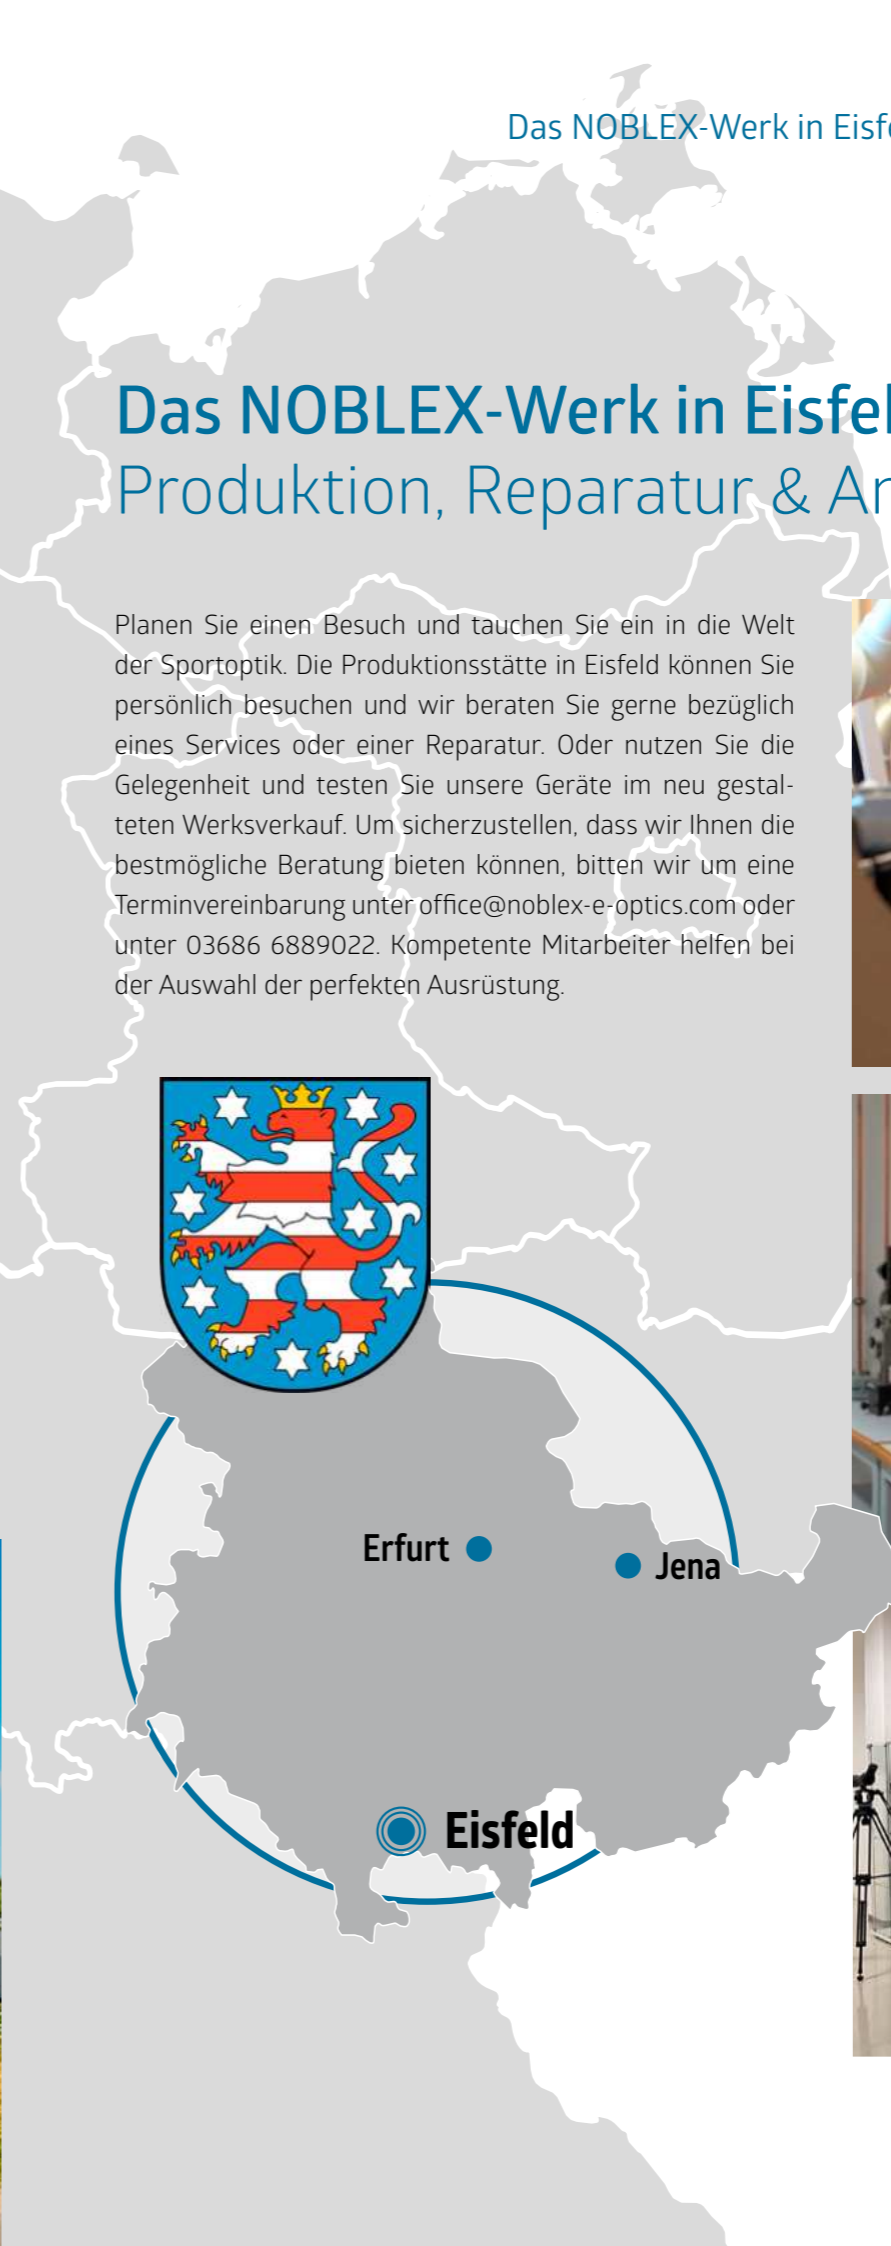 Das NOBLEX-Werk in Eisf
Das NOBLEX-Werk in Eisfel
Produktion, Reparatur & An
Planen Sie einen Besuch und tauchen Sie ein in die Welt
der Sportoptik. Die Produktionsstätte in Eisfeld können Sie
persönlich besuchen und wir beraten Sie gerne bezüglich
eines Services oder einer Reparatur. Oder nutzen Sie die
Gelegenheit und testen Sie unsere Geräte im neu gestal-
teten Werksverkauf. Um sicherzustellen, dass wir Ihnen die
bestmögliche Beratung bieten können, bitten wir um eine
Terminvereinbarung unter office@noblex-e-optics.com oder
unter 03686 6889022. Kompetente Mitarbeiter helfen bei
der Auswahl der perfekten Ausrüstung.
Erfurt
Jena
Eisfeld